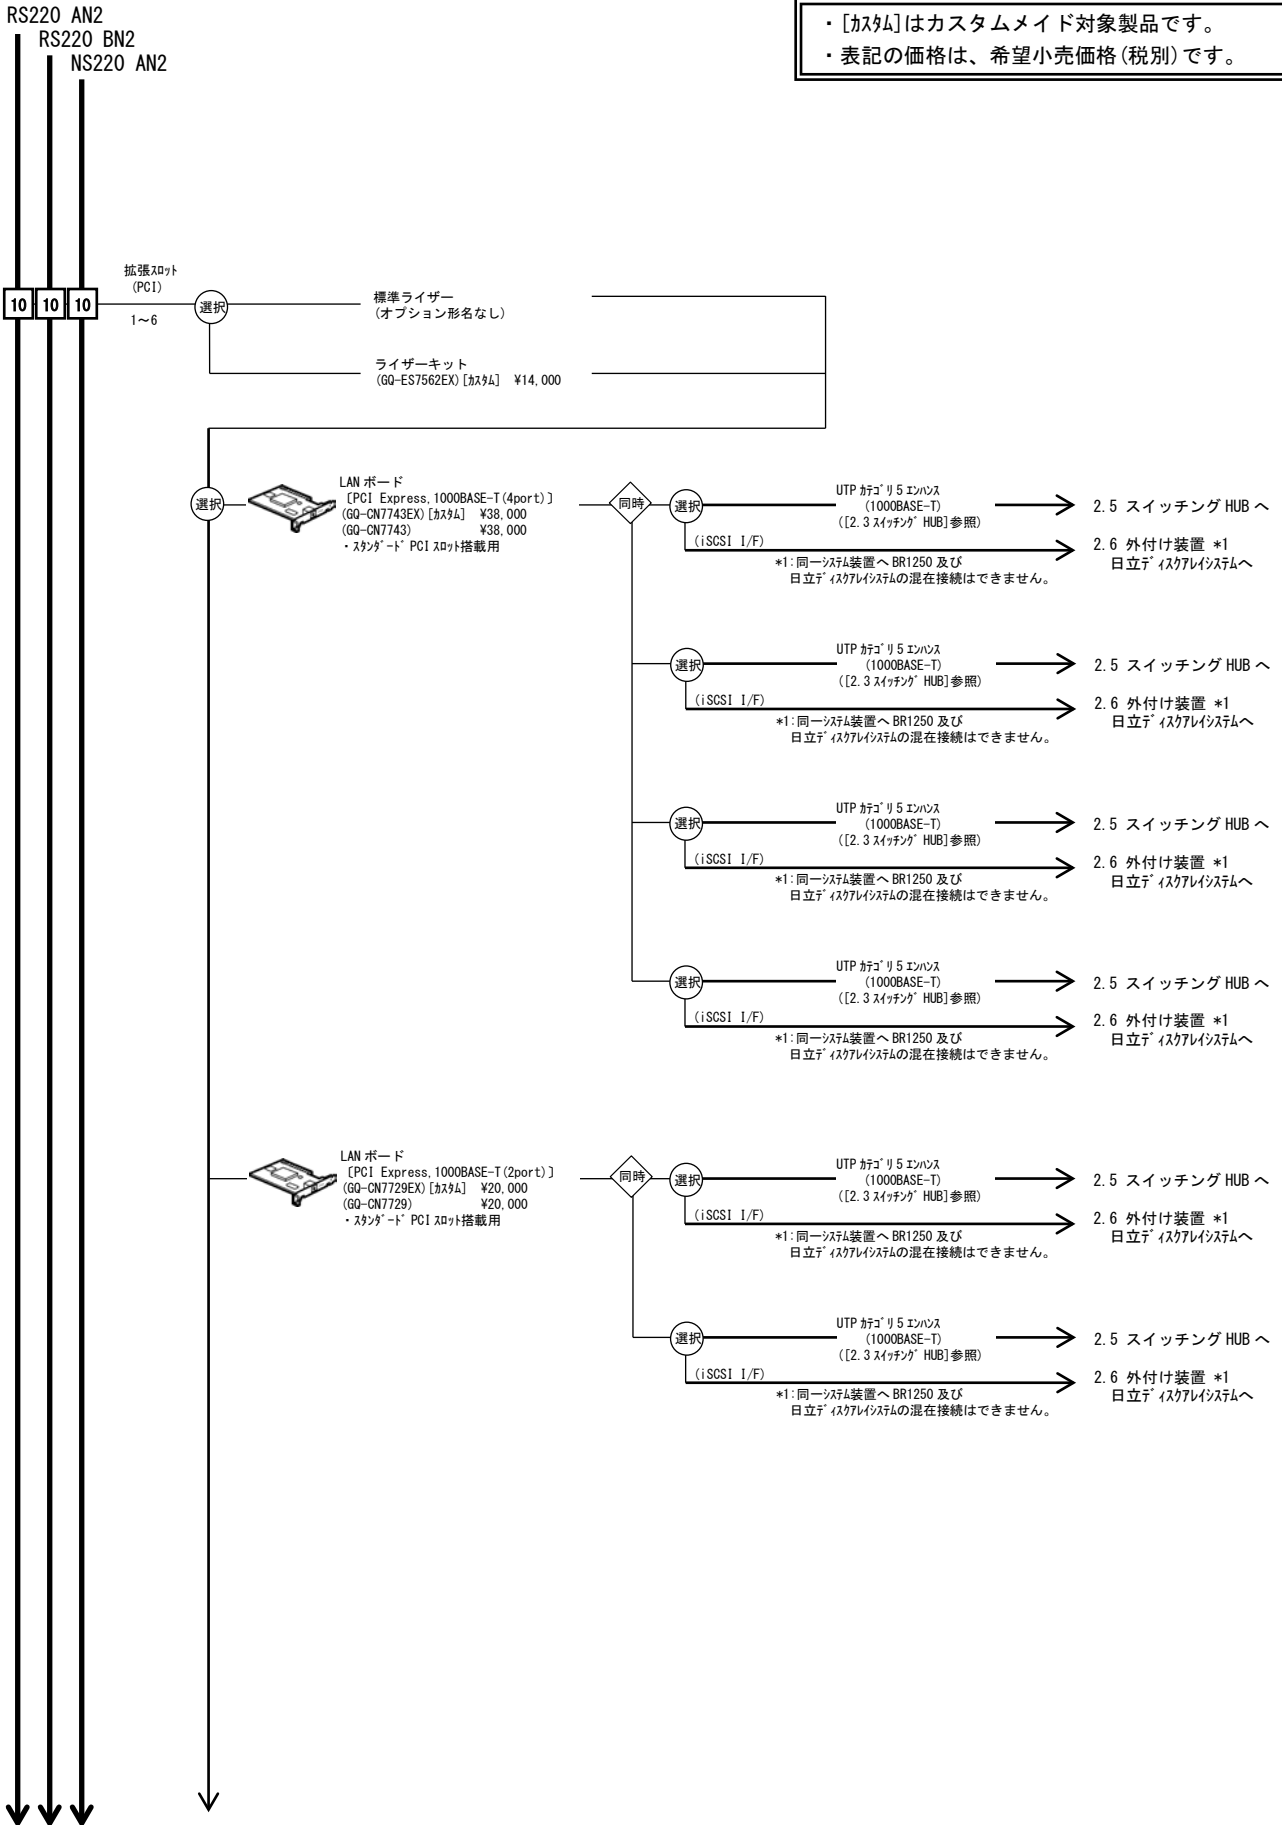 RS220 AN2
RS220 BN2
NS220 AN2
・[ｶｽﾀﾑ]はカスタムメイド対象製品です。
・表記の価格は、希望小売価格(税別)です。
拡張ｽﾛｯﾄ
(PCI)
10 10 10
1～6
選択
標準ライザー
(オプション形名なし)
ライザーキット
(GQ-ES7562EX)[ｶｽﾀﾑ] ¥14,000
選択
LAN ボード
〔PCI Express,1000BASE-T(4port)〕
(GQ-CN7743EX)[ｶｽﾀﾑ] ¥38,000
(GQ-CN7743) ¥38,000
・ｽﾀﾝﾀﾞｰﾄﾞ PCI ｽﾛｯﾄ搭載用
同時
選択
UTP ｶﾃｺﾞﾘ 5 ｴﾝﾊﾝｽ
(1000BASE-T)
([2.3 ｽｲｯﾁﾝｸﾞ HUB]参照)
2.5 スイッチング HUB へ
(iSCSI I/F)
*1:同一ｼｽﾃﾑ装置へ BR1250 及び
日立ﾃﾞｨｽｸｱﾚｲｼｽﾃﾑの混在接続はできません。
2.6 外付け装置 *1
日立ﾃﾞｨｽｸｱﾚｲｼｽﾃﾑへ
選択
UTP ｶﾃｺﾞﾘ 5 ｴﾝﾊﾝｽ
(1000BASE-T)
([2.3 ｽｲｯﾁﾝｸﾞ HUB]参照)
2.5 スイッチング HUB へ
(iSCSI I/F)
*1:同一ｼｽﾃﾑ装置へ BR1250 及び
日立ﾃﾞｨｽｸｱﾚｲｼｽﾃﾑの混在接続はできません。
2.6 外付け装置 *1
日立ﾃﾞｨｽｸｱﾚｲｼｽﾃﾑへ
選択
UTP ｶﾃｺﾞﾘ 5 ｴﾝﾊﾝｽ
(1000BASE-T)
([2.3 ｽｲｯﾁﾝｸﾞ HUB]参照)
2.5 スイッチング HUB へ
(iSCSI I/F)
*1:同一ｼｽﾃﾑ装置へ BR1250 及び
日立ﾃﾞｨｽｸｱﾚｲｼｽﾃﾑの混在接続はできません。
2.6 外付け装置 *1
日立ﾃﾞｨｽｸｱﾚｲｼｽﾃﾑへ
選択
UTP ｶﾃｺﾞﾘ 5 ｴﾝﾊﾝｽ
(1000BASE-T)
([2.3 ｽｲｯﾁﾝｸﾞ HUB]参照)
2.5 スイッチング HUB へ
(iSCSI I/F)
*1:同一ｼｽﾃﾑ装置へ BR1250 及び
日立ﾃﾞｨｽｸｱﾚｲｼｽﾃﾑの混在接続はできません。
2.6 外付け装置 *1
日立ﾃﾞｨｽｸｱﾚｲｼｽﾃﾑへ
LAN ボード
〔PCI Express,1000BASE-T(2port)〕
(GQ-CN7729EX)[ｶｽﾀﾑ] ¥20,000
(GQ-CN7729) ¥20,000
・ｽﾀﾝﾀﾞｰﾄﾞ PCI ｽﾛｯﾄ搭載用
同時
選択
UTP ｶﾃｺﾞﾘ 5 ｴﾝﾊﾝｽ
(1000BASE-T)
([2.3 ｽｲｯﾁﾝｸﾞ HUB]参照)
2.5 スイッチング HUB へ
(iSCSI I/F)
*1:同一ｼｽﾃﾑ装置へ BR1250 及び
日立ﾃﾞｨｽｸｱﾚｲｼｽﾃﾑの混在接続はできません。
2.6 外付け装置 *1
日立ﾃﾞｨｽｸｱﾚｲｼｽﾃﾑへ
選択
UTP ｶﾃｺﾞﾘ 5 ｴﾝﾊﾝｽ
(1000BASE-T)
([2.3 ｽｲｯﾁﾝｸﾞ HUB]参照)
2.5 スイッチング HUB へ
(iSCSI I/F)
*1:同一ｼｽﾃﾑ装置へ BR1250 及び
日立ﾃﾞｨｽｸｱﾚｲｼｽﾃﾑの混在接続はできません。
2.6 外付け装置 *1
日立ﾃﾞｨｽｸｱﾚｲｼｽﾃﾑへ